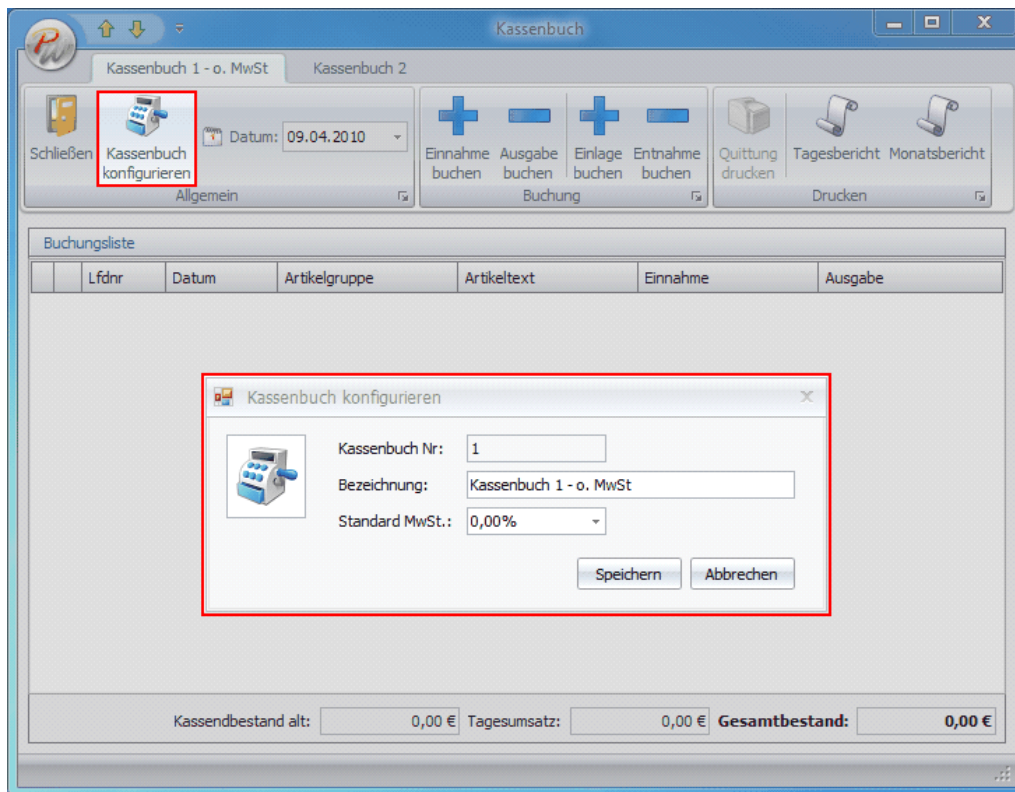 Kassenbuch
Kassenbuch 1 - o. MwSt Kassenbuch 2
Schließen
Kassenbuch
konfigurieren
Datum: 09.04.2010
Einnahme
buchen
Ausgabe
buchen
Einlage
buchen
Entnahme
buchen
Quittung
drucken
Tagesbericht
Monatsbericht
Allgemein Buchung Drucken
Buchungsliste
Lfdnr Datum Artikelgruppe Artikeltext Einnahme Ausgabe
Kassenbuch konfigurieren
Kassenbuch Nr: 1
Bezeichnung: Kassenbuch 1 - o. MwSt
Standard MwSt.: 0,00%
Speichern Abbrechen
Kassendbestand alt: 0,00 € Tagesumsatz: 0,00 € Gesamtbestand: 0,00 €